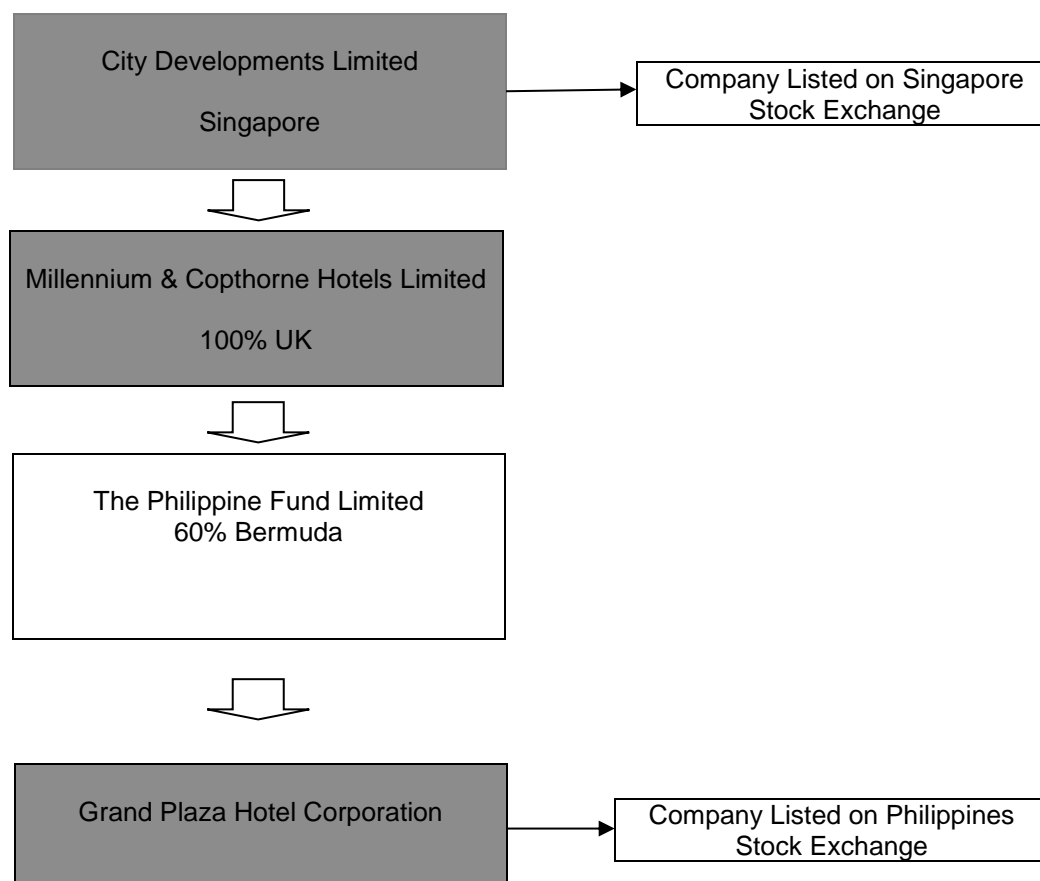 City Developments Limited
Singapore
Company Listed on Singapore
Stock Exchange
Millennium & Copthorne Hotels Limited
100% UK
The Philippine Fund Limited
60% Bermuda
Grand Plaza Hotel Corporation
Company Listed on Philippines
Stock Exchange